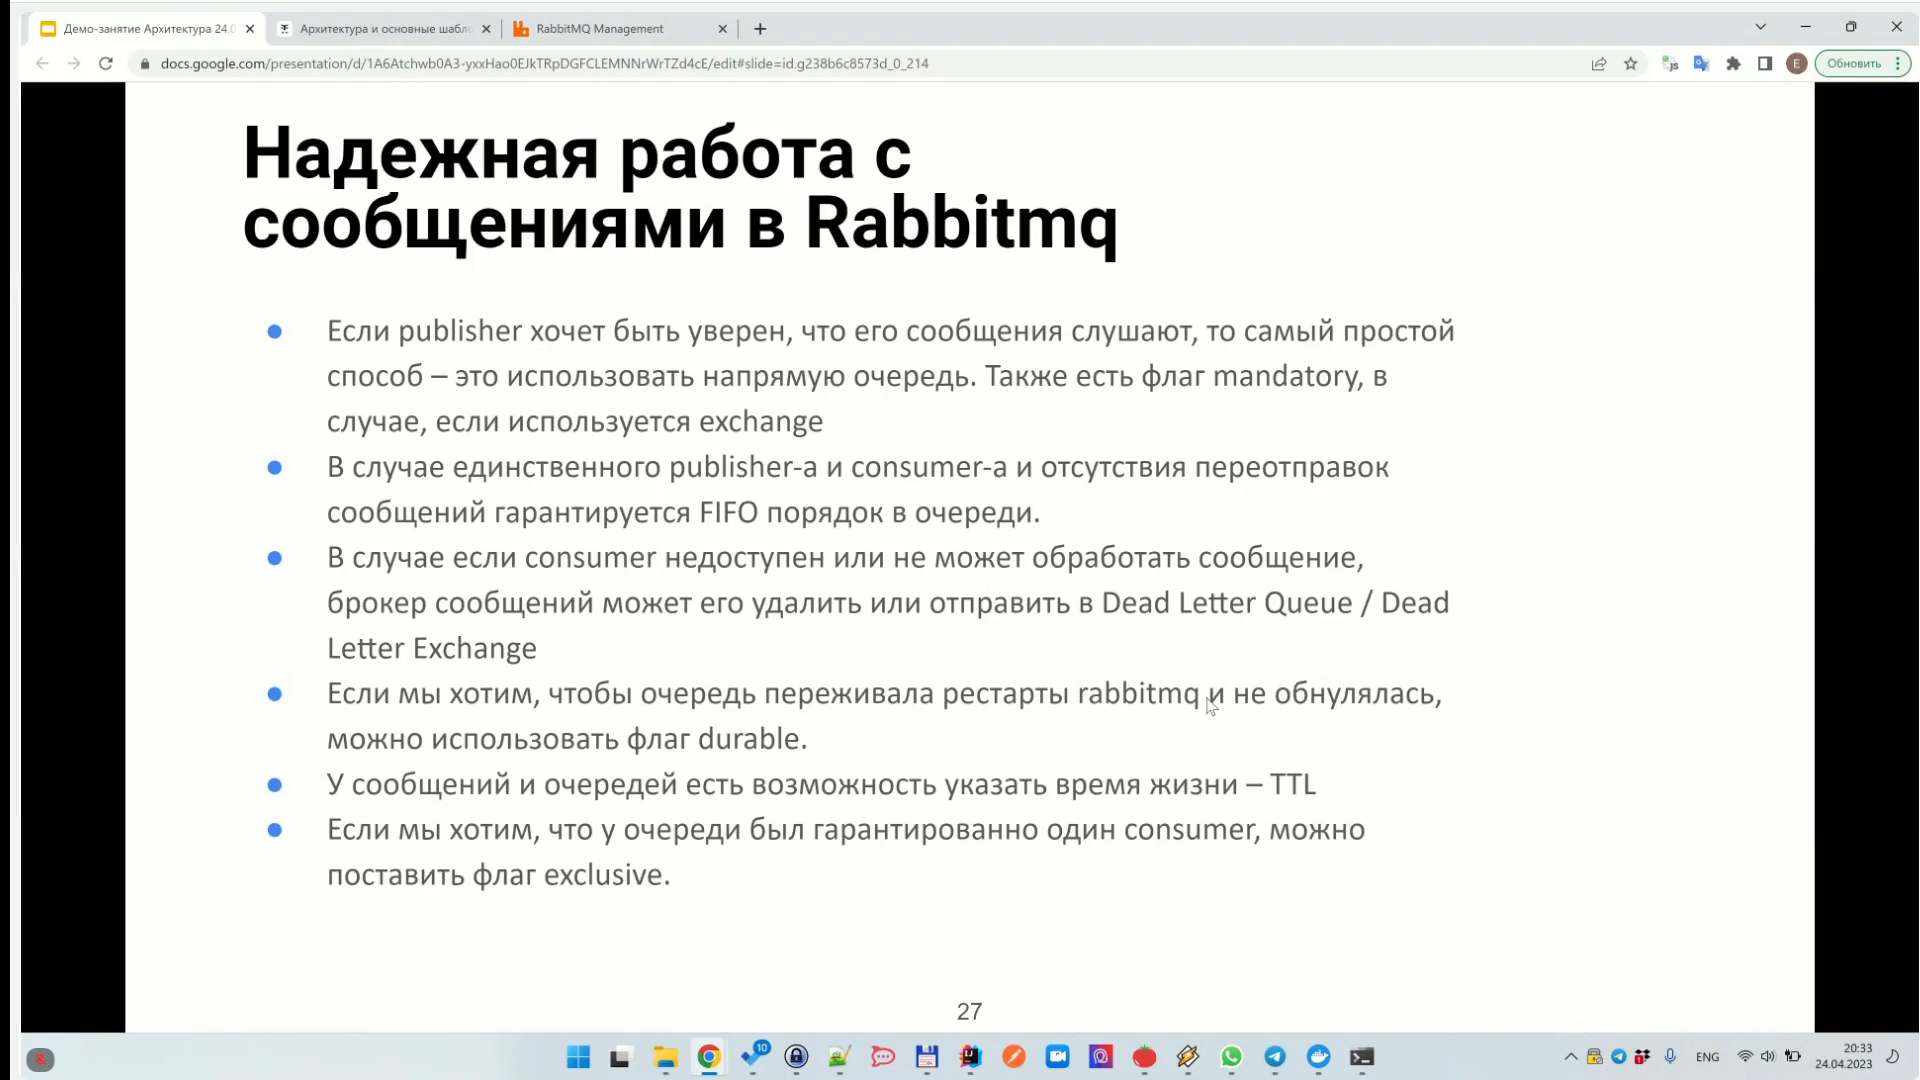 Демо-занятие Архитектура 24.0
Архитектура и основные шабло
RabbitMQ Management
docs.google.com/presentation/d/1A6Atchwb0A3-yxxHao0EJkTRpDGFCLEMNNrWrTZd4cE/edit#slide=id.g238b6c8573d_0_214
E
Обновить
Надежная работа с
сообщениями в Rabbitmq
Если publisher хочет быть уверен, что его сообщения слушают, то самый простой
способ – это использовать напрямую очередь. Также есть флаг mandatory, в
случае, если используется exchange
В случае единственного publisher-а и consumer-а и отсутствия переотправок
сообщений гарантируется FIFO порядок в очереди.
В случае если consumer недоступен или не может обработать сообщение,
брокер сообщений может его удалить или отправить в Dead Letter Queue / Dead
Letter Exchange
Если мы хотим, чтобы очередь переживала рестарты rabbitmq и не обнулялась,
можно использовать флаг durable.
У сообщений и очередей есть возможность указать время жизни – TTL
Если мы хотим, что у очереди был гарантированно один consumer, можно
поставить флаг exclusive.
27
10
ENG
20:33
24.04.2023